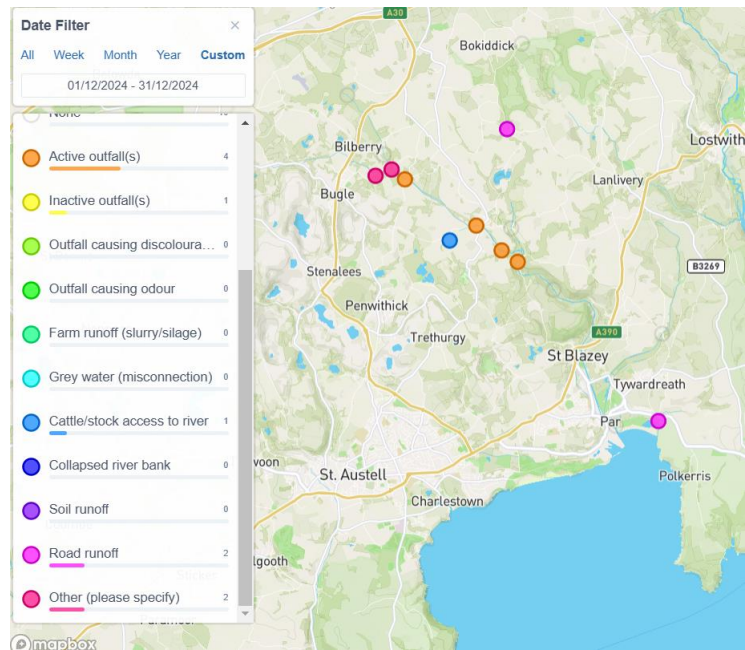 Date Filter ×
All Week Month Year Custom
01/12/2024 - 31/12/2024
None
Active outfall(s) 4
Inactive outfall(s) 1
Outfall causing discoloura... 0
Outfall causing odour 0
Farm runoff (slurry/silage) 0
Grey water (misconnection) 0
Cattle/stock access to river 1
Collapsed river bank 0
Soil runoff 0
Road runoff 2
Other (please specify) 2
mapbox
A30
Bokiddick
Bilberry
Lostwith
Bugle
Lanlivery
Stenalees
B3269
Penwithick
Trethurgy
A390
St Blazey
Tywardreath
Par
woon
St. Austell
Polkerris
Charlestown
lgooth